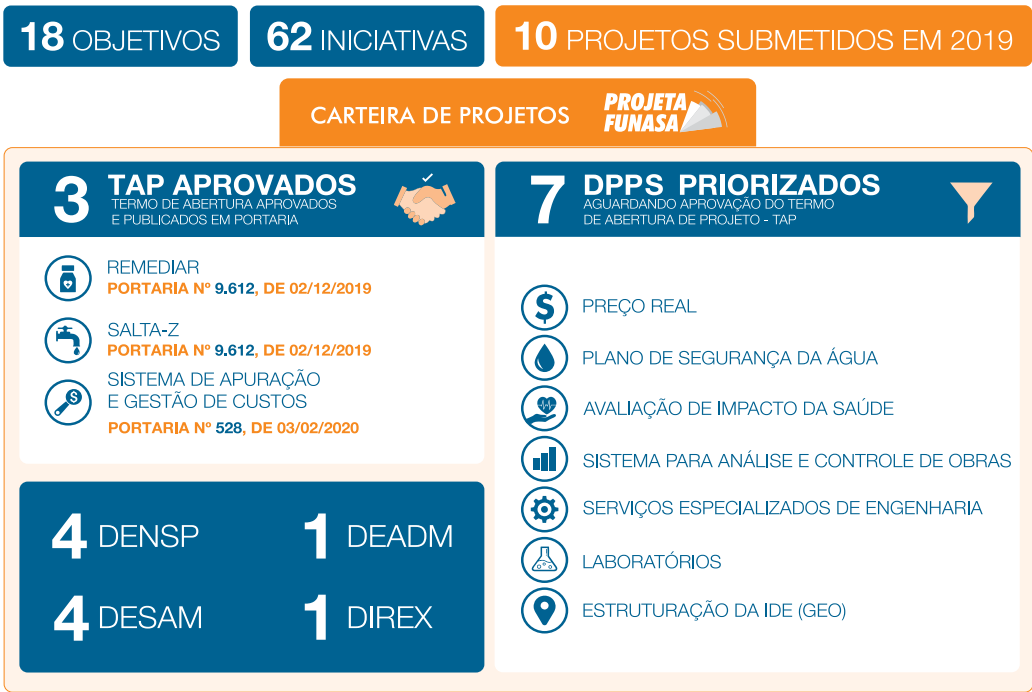 18 OBJETIVOS
62 INICIATIVAS
10 PROJETOS SUBMETIDOS EM 2019
CARTEIRA DE PROJETOS
PROJETA
FUNASA
3 TAP APROVADOS
TERMO DE ABERTURA APROVADOS
E PUBLICADOS EM PORTARIA
REMEDIAR
PORTARIA Nº 9.612, DE 02/12/2019
SALTA-Z
PORTARIA Nº 9.612, DE 02/12/2019
SISTEMA DE APURAÇÃO
E GESTÃO DE CUSTOS
PORTARIA Nº 528, DE 03/02/2020
4 DENSP
1 DEADM
4 DESAM
1 DIREX
7 DPPS PRIORIZADOS
AGUARDANDO APROVAÇÃO DO TERMO
DE ABERTURA DE PROJETO - TAP
$ PREÇO REAL
PLANO DE SEGURANÇA DA ÁGUA
AVALIAÇÃO DE IMPACTO DA SAÚDE
SISTEMA PARA ANÁLISE E CONTROLE DE OBRAS
SERVIÇOS ESPECIALIZADOS DE ENGENHARIA
LABORATÓRIOS
ESTRUTURAÇÃO DA IDE (GEO)